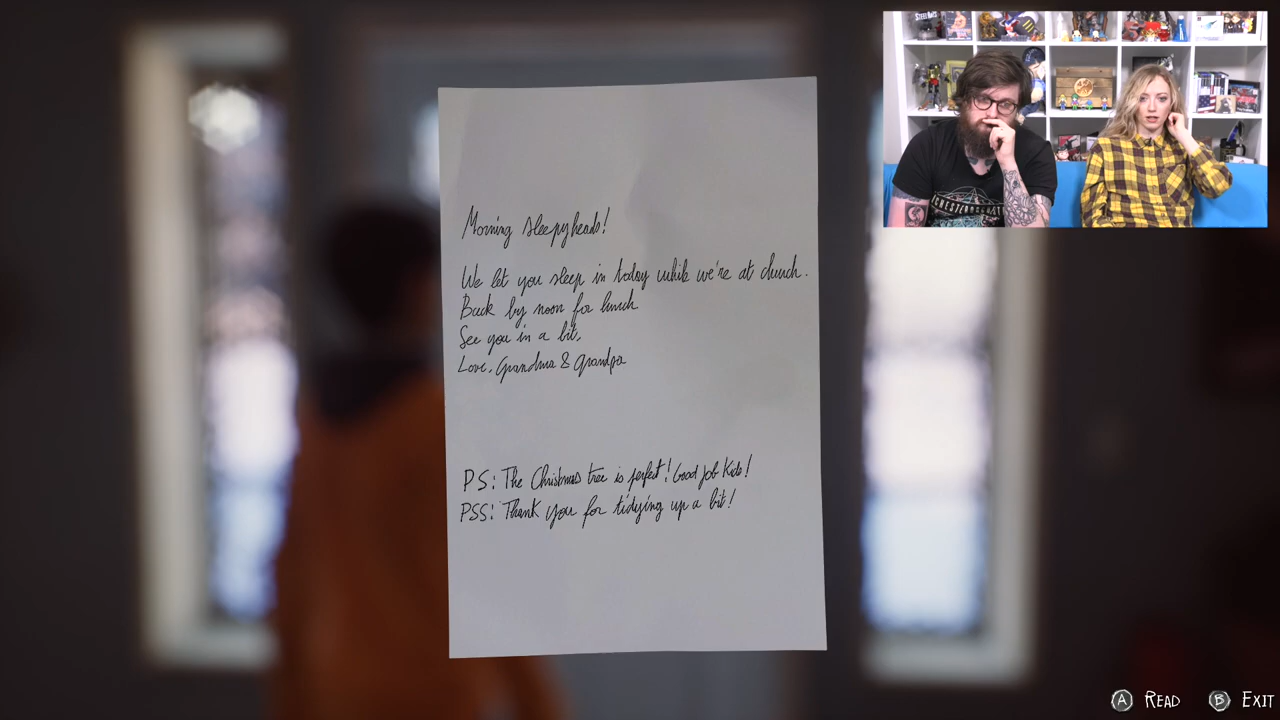 Morning sleepyheads!
We let you sleep in today while we're at church.
Back by noon for lunch
See you in a bit,
Love, Grandma & Grandpa
PS: The Christmas tree is perfect! Good job Kids!
PSS: Thank you for tidying up a bit!
A READ B EXIT